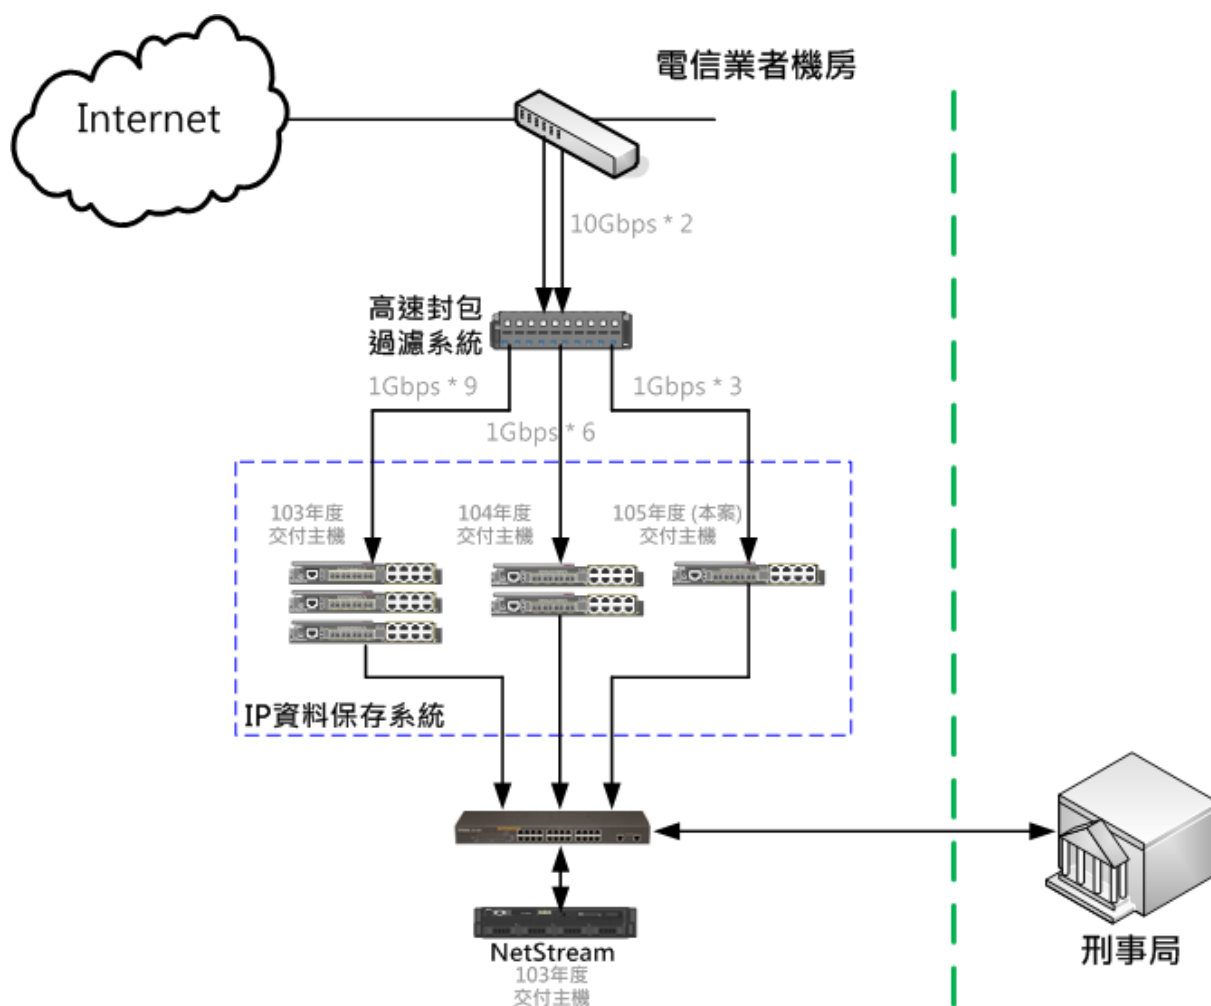 電信業者機房
Internet
10Gbps * 2
高速封包
過濾系統
1Gbps * 9
1Gbps * 3
1Gbps * 6
103年度
交付主機
104年度
交付主機
105年度 (本案)
交付主機
IP資料保存系統
NetStream
103年度
交付主機
刑事局